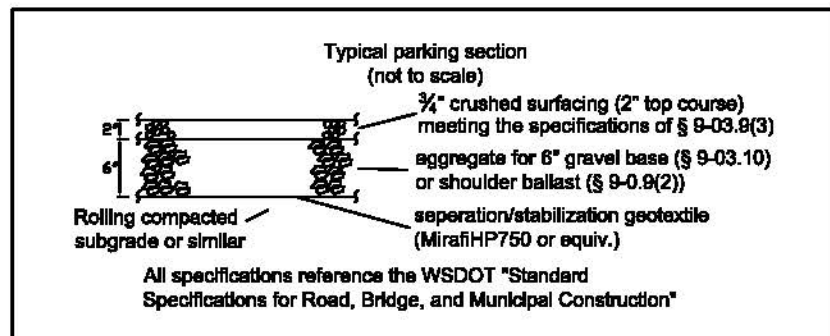 Typical parking section
(not to scale)
¾" crushed surfacing (2" top course)
meeting the specifications of § 9-03.9(3)
2"
6"
aggregate for 6" gravel base (§ 9-03.10)
or shoulder ballast (§ 9-0.9(2))
Rolling compacted
subgrade or similar
seperation/stabilization geotextile
(MirafiHP750 or equiv.)
All specifications reference the WSDOT "Standard
Specifications for Road, Bridge, and Municipal Construction"